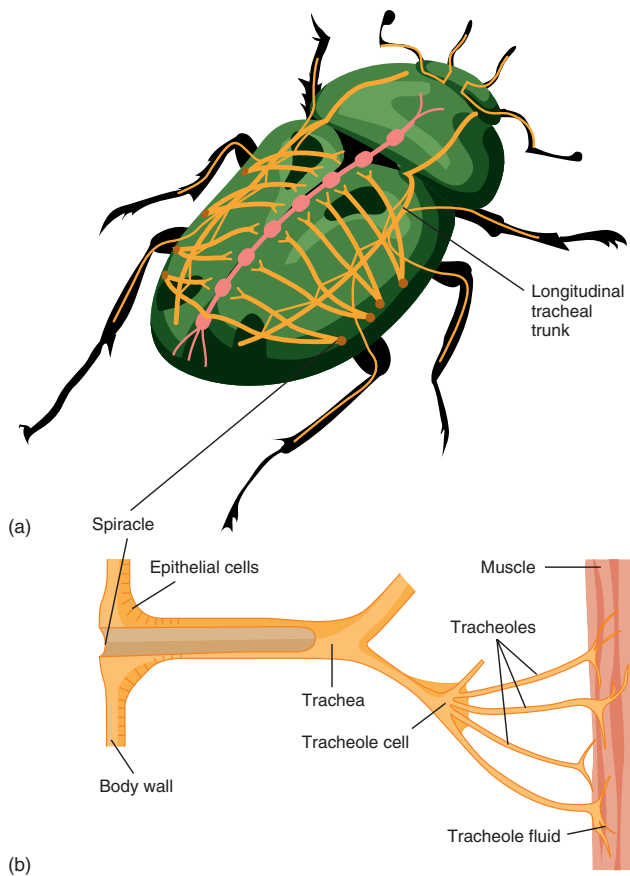 Longitudinal
tracheal
trunk
(a)
Spiracle
Epithelial cells
Muscle
Tracheoles
Trachea
Tracheole cell
Body wall
Tracheole fluid
(b)